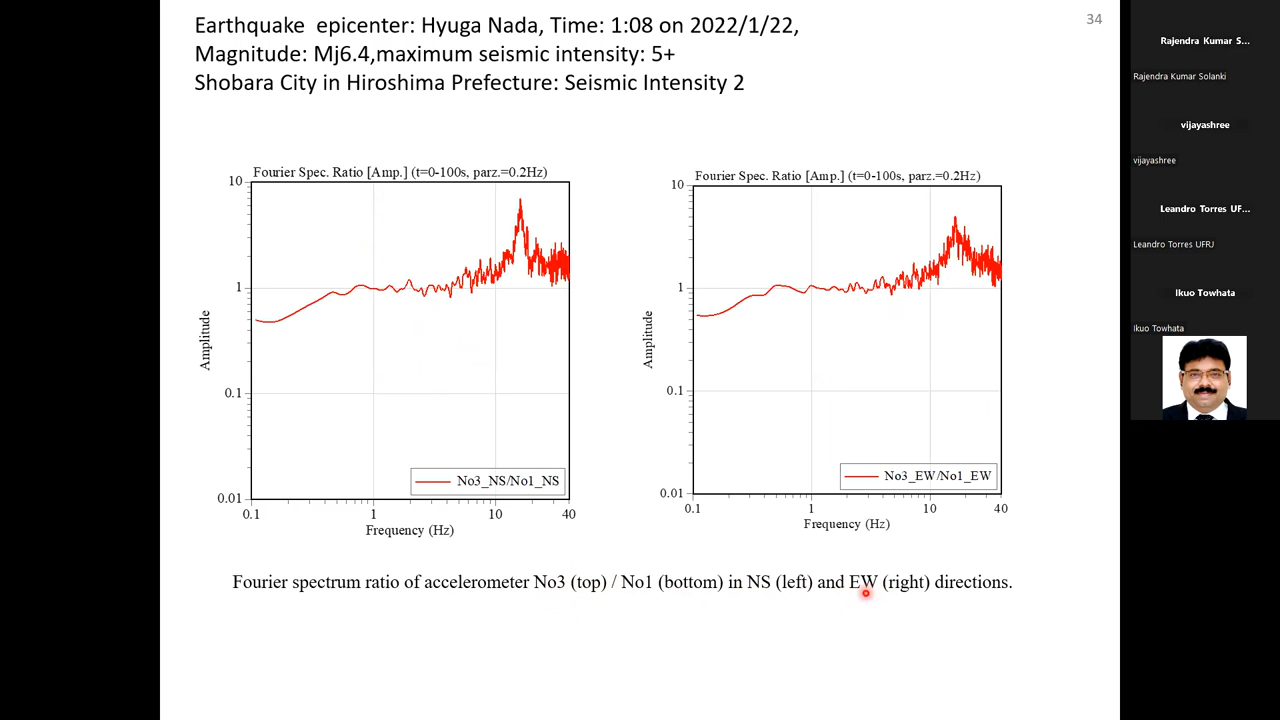 Earthquake epicenter: Hyuga Nada, Time: 1:08 on 2022/1/22,
Magnitude: Mj6.4,maximum seismic intensity: 5+
Shobara City in Hiroshima Prefecture: Seismic Intensity 2
34
Fourier Spec. Ratio [Amp.] (t=0-100s, parz.=0.2Hz)
10
1
0.1
0.01
Amplitude
No3_NS/No1_NS
0.1
1
10
40
Frequency (Hz)
Fourier Spec. Ratio [Amp.] (t=0-100s, parz.=0.2Hz)
10
1
0.1
0.01
Amplitude
No3_EW/No1_EW
0.1
1
10
40
Frequency (Hz)
Fourier spectrum ratio of accelerometer No3 (top) / No1 (bottom) in NS (left) and EW (right) directions.
Rajendra Kumar S...
Rajendra Kumar Solanki
vijayashree
vijayashree
Leandro Torres UF...
Leandro Torres UFRJ
Ikuo Towhata
Ikuo Towhata